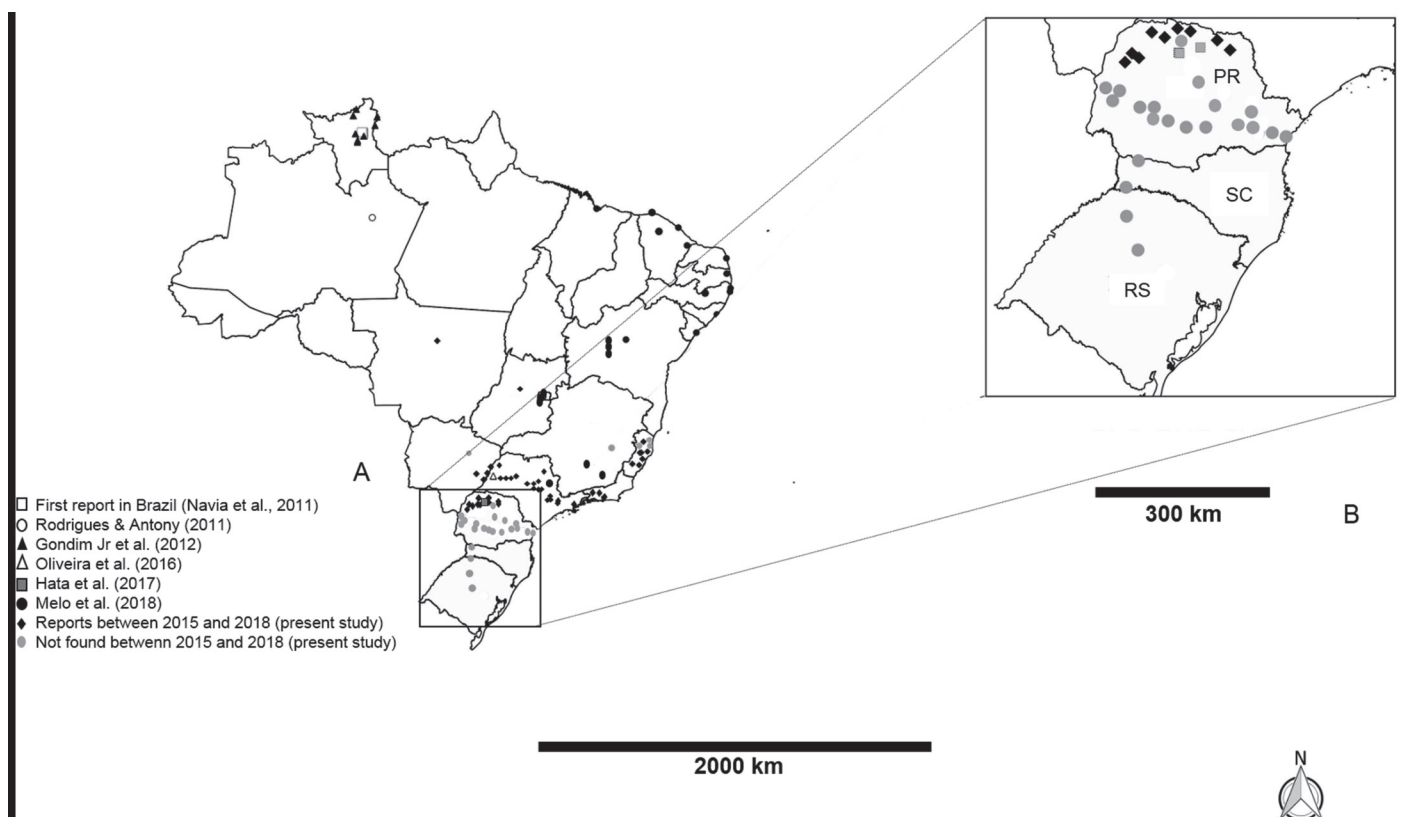 PR
SC
RS
A
B
300 km
First report in Brazil (Navia et al., 2011)
Rodrigues & Antony (2011)
Gondim Jr et al. (2012)
Oliveira et al. (2016)
Hata et al. (2017)
Melo et al. (2018)
Reports between 2015 and 2018 (present study)
Not found betwenn 2015 and 2018 (present study)
2000 km
N